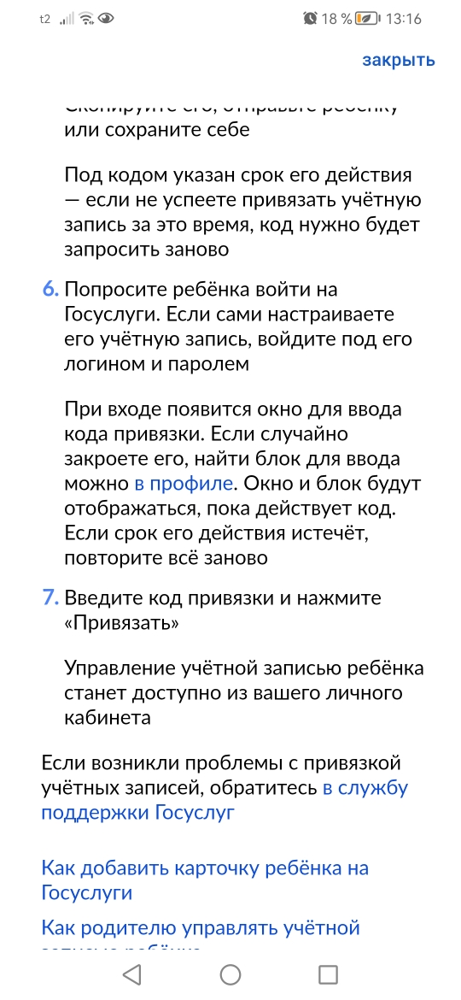 t2 18 % 13:16
закрыть
Скопируйте его, отправьте ребёнку
или сохраните себе
Под кодом указан срок его действия
— если не успеете привязать учётную
запись за это время, код нужно будет
запросить заново
6. Попросите ребёнка войти на
Госуслуги. Если сами настраиваете
его учётную запись, войдите под его
логином и паролем
При входе появится окно для ввода
кода привязки. Если случайно
закроете его, найти блок для ввода
можно в профиле. Окно и блок будут
отображаться, пока действует код.
Если срок его действия истечёт,
повторите всё заново
7. Введите код привязки и нажмите
«Привязать»
Управление учётной записью ребёнка
станет доступно из вашего личного
кабинета
Если возникли проблемы с привязкой
учётных записей, обратитесь в службу
поддержки Госуслуг
Как добавить карточку ребёнка на
Госуслуги
Как родителю управлять учётной
записью ребёнка